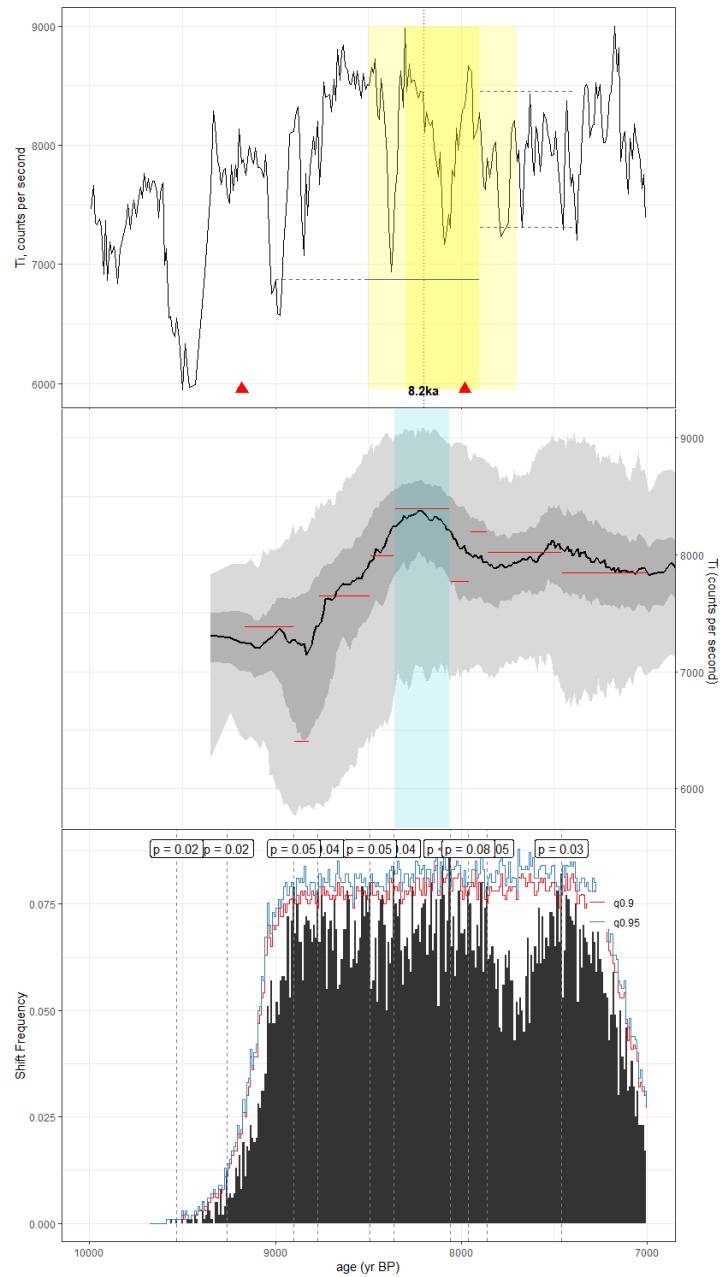 9000
8000
7000
6000
Ti, counts per second
8.2ka
9000
8000
7000
6000
Ti (counts per second)
p = 0.02 p = 0.02 p = 0.05 .04 p = 0.05 .04 p < p = 0.08 05 p = 0.03
q0.9
q0.95
0.075
0.050
0.025
0.000
Shift Frequency
10000 9000 8000 7000
age (yr BP)